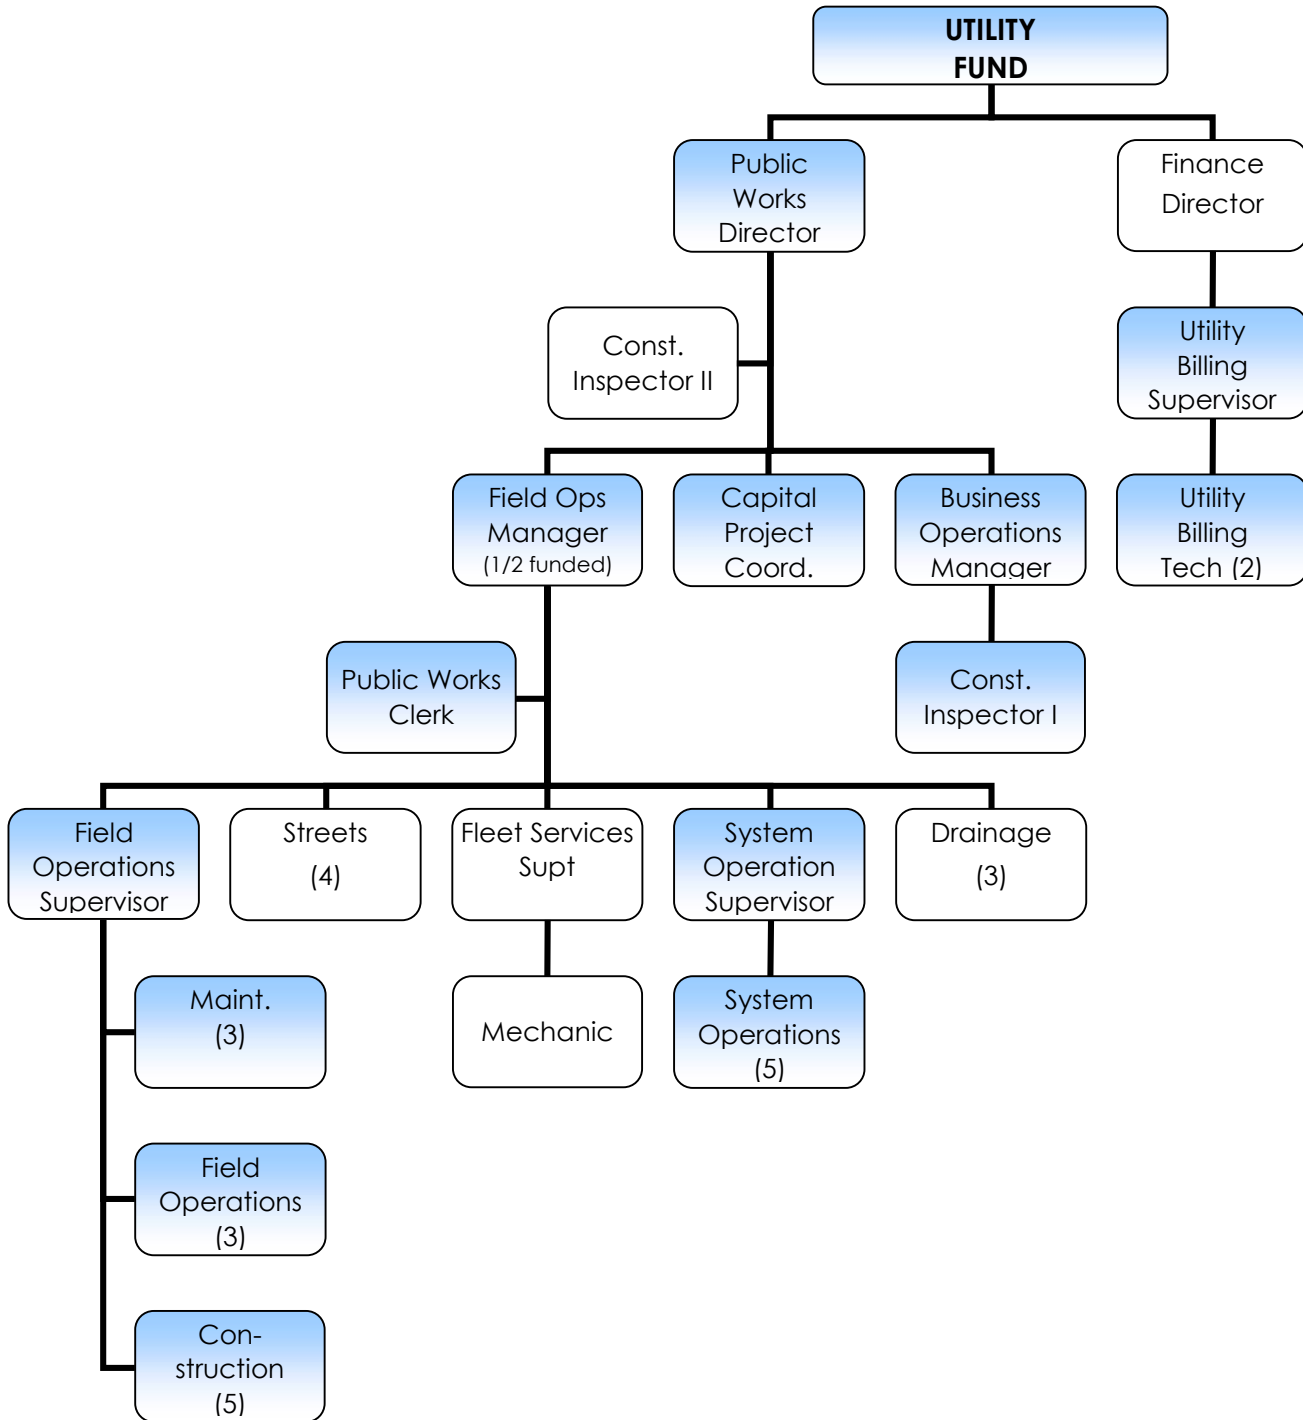 UTILITY
FUND
Public
Works
Director
Finance
Director
Const.
Inspector II
Utility
Billing
Supervisor
Field Ops
Manager
(1/2 funded)
Capital
Project
Coord.
Business
Operations
Manager
Utility
Billing
Tech (2)
Public Works
Clerk
Const.
Inspector I
Field
Operations
Supervisor
Streets
(4)
Fleet Services
Supt
System
Operation
Supervisor
Drainage
(3)
Maint.
(3)
Mechanic
System
Operations
(5)
Field
Operations
(3)
Con-
struction
(5)